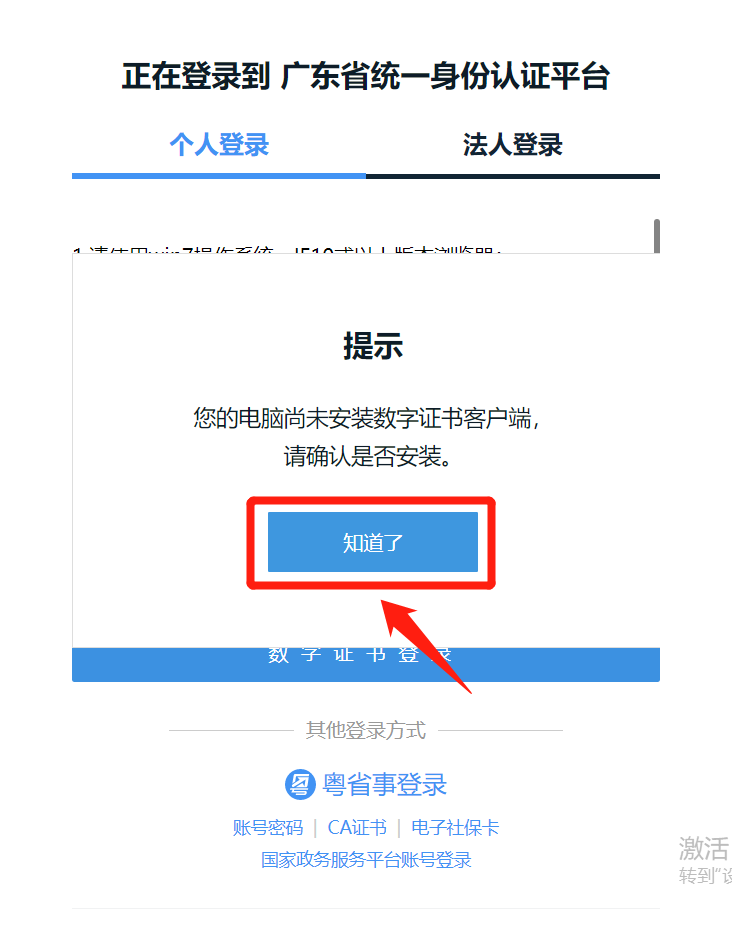 正在登录到 广东省统一身份认证平台
个人登录 法人登录
提示
您的电脑尚未安装数字证书客户端，
请确认是否安装。
知道了
数字证书登录
其他登录方式
粤省事登录
账号密码 | CA证书 | 电子社保卡
国家政务服务平台账号登录
激活
转到"设